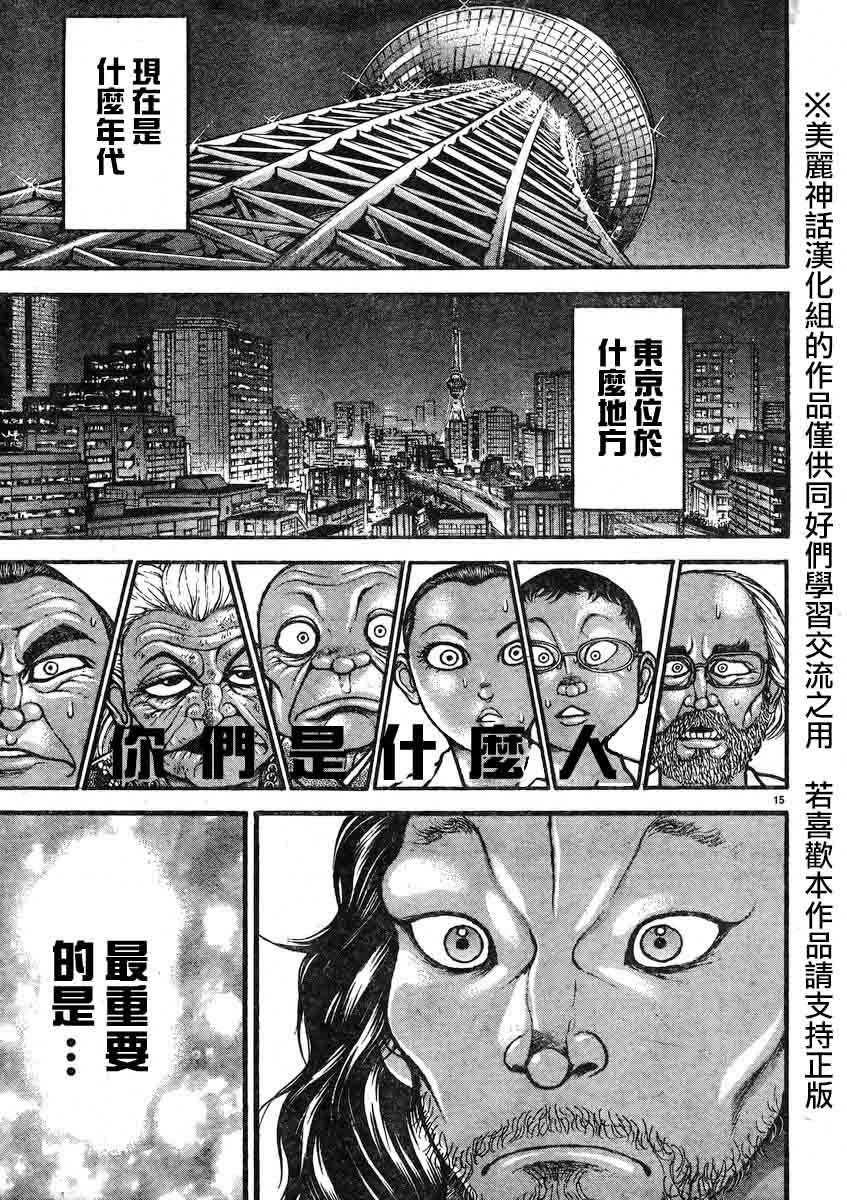 現在是
什麼年代
東京位於
什麼地方
你們是什麼人
15
最重要
的是…
※美麗神話漢化組的作品僅供同好們學習交流之用 若喜歡本作品請支持正版